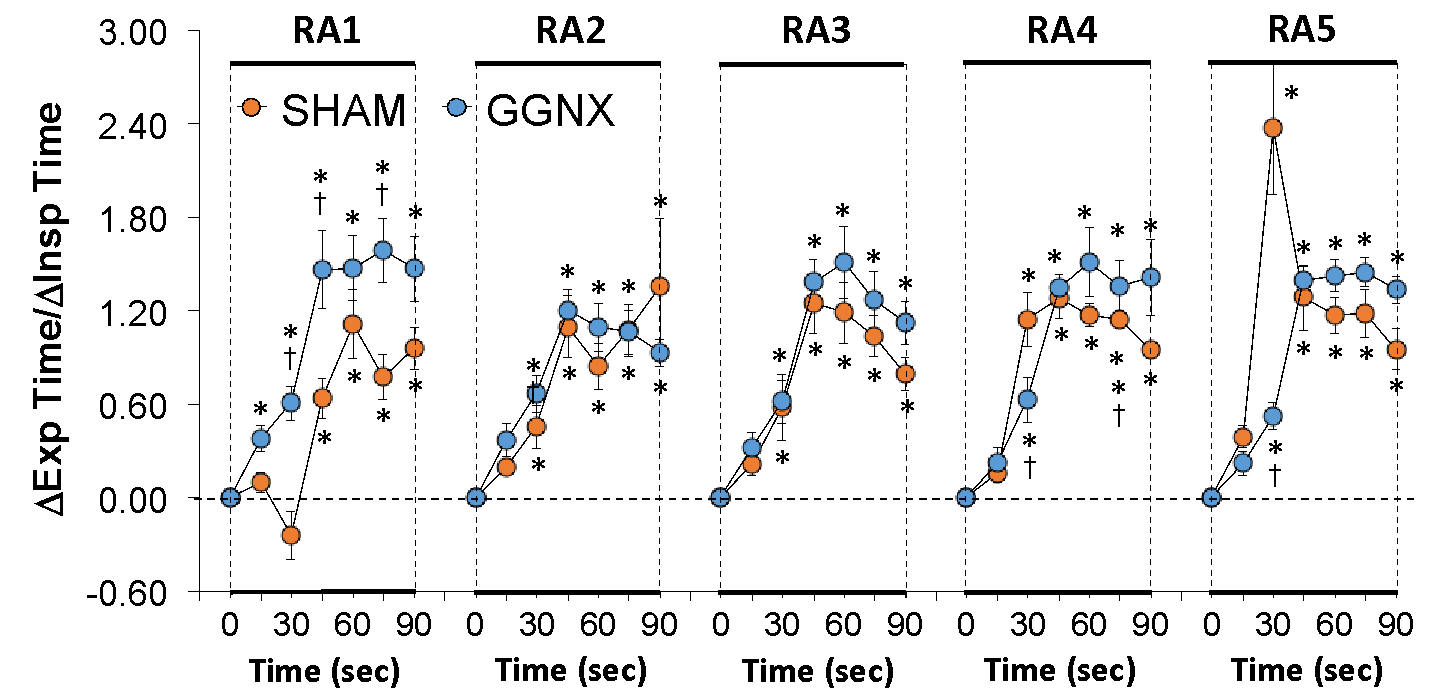 RA1 RA2 RA3 RA4 RA5
3.00
SHAM GGNX
2.40
1.80
1.20
0.60
0.00
-0.60
ΔExp Time/ΔInsp Time
* † * † * * * * * * * * *
* † * * * * * * * * * * * * * * * * * * *
* * * * * * * * * * * * * * * * * * * * * † * † * †
0 30 60 90 0 30 60 90 0 30 60 90 0 30 60 90 0 30 60 90
Time (sec) Time (sec) Time (sec) Time (sec) Time (sec)